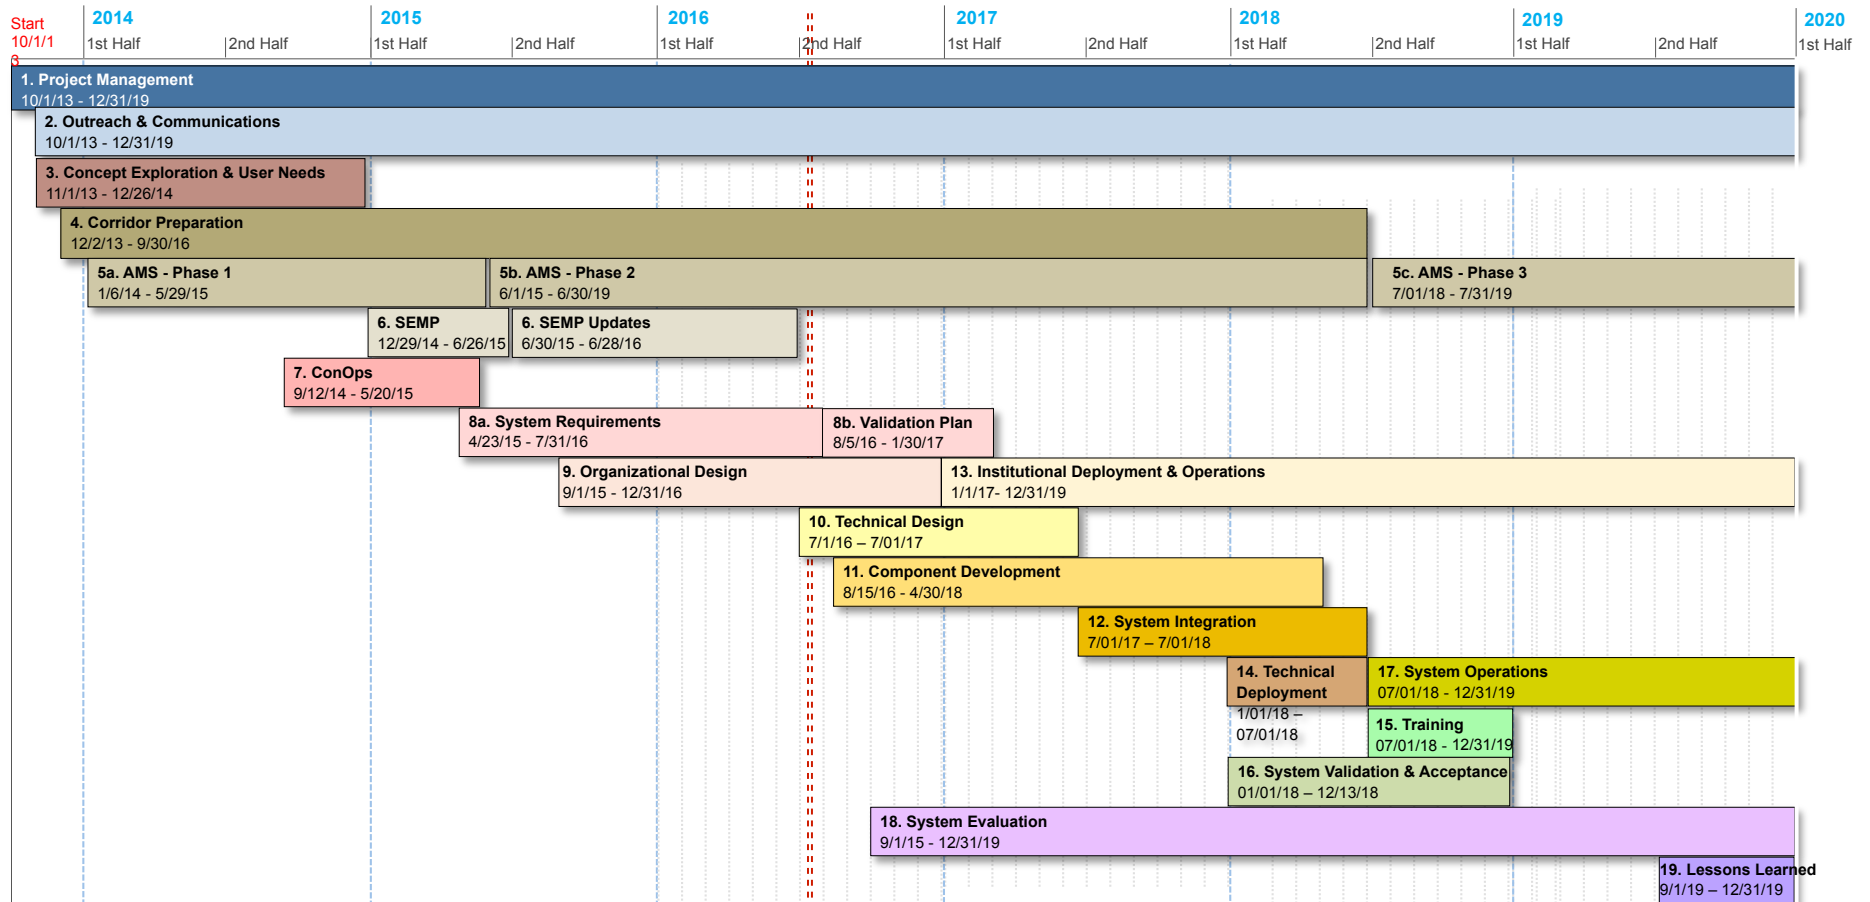 Start
10/1/1
3
2014
2015
2016
2017
2018
2019
2020
1st Half
2nd Half
1st Half
2nd Half
1st Half
2nd Half
1st Half
2nd Half
1st Half
2nd Half
1st Half
2nd Half
1st Half
1. Project Management
10/1/13 - 12/31/19
2. Outreach & Communications
10/1/13 - 12/31/19
3. Concept Exploration & User Needs
11/1/13 - 12/26/14
4. Corridor Preparation
12/2/13 - 9/30/16
5a. AMS - Phase 1
1/6/14 - 5/29/15
5b. AMS - Phase 2
6/1/15 - 6/30/19
5c. AMS - Phase 3
7/01/18 - 7/31/19
6. SEMP
12/29/14 - 6/26/15
6. SEMP Updates
6/30/15 - 6/28/16
7. ConOps
9/12/14 - 5/20/15
8a. System Requirements
4/23/15 - 7/31/16
8b. Validation Plan
8/5/16 - 1/30/17
9. Organizational Design
9/1/15 - 12/31/16
13. Institutional Deployment & Operations
1/1/17- 12/31/19
10. Technical Design
7/1/16 – 7/01/17
11. Component Development
8/15/16 - 4/30/18
12. System Integration
7/01/17 – 7/01/18
14. Technical
Deployment
1/01/18 –
07/01/18
17. System Operations
07/01/18 - 12/31/19
15. Training
07/01/18 - 12/31/19
16. System Validation & Acceptance
01/01/18 – 12/13/18
18. System Evaluation
9/1/15 - 12/31/19
19. Lessons Learned
9/1/19 – 12/31/19